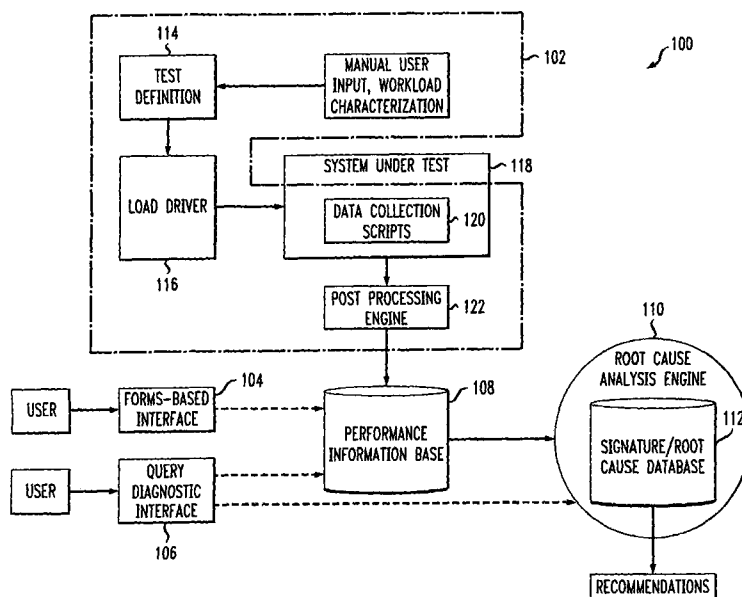 114
TEST
DEFINITION
MANUAL USER
INPUT, WORKLOAD
CHARACTERIZATION
102
100
LOAD DRIVER
116
SYSTEM UNDER TEST
118
DATA COLLECTION
SCRIPTS
120
POST PROCESSING
ENGINE
122
110
ROOT CAUSE
ANALYSIS ENGINE
USER
FORMS-BASED
INTERFACE
104
108
PERFORMANCE
INFORMATION BASE
112
SIGNATURE/ROOT
CAUSE DATABASE
USER
QUERY
DIAGNOSTIC
INTERFACE
106
RECOMMENDATIONS